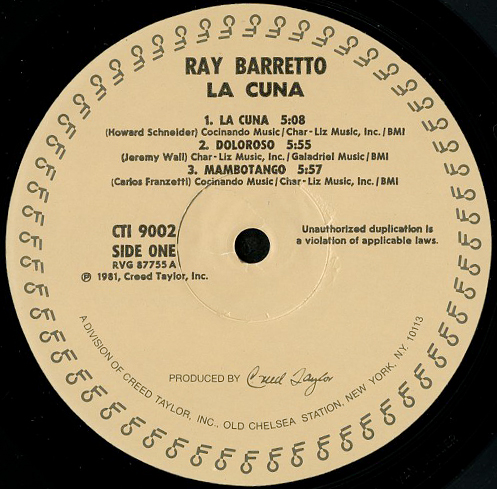 RAY BARRETTO
LA CUNA
1. LA CUNA 5:08
(Howard Schneider) Cocinando Music/Char-Liz Music, Inc./BMI
2. DOLOROSO 5:55
(Jeremy Wall) Char-Liz Music, Inc./Galadriel Music/BMI
3. MAMBOTANGO 5:57
(Carlos Franzetti) Cocinando Music/Char-Liz Music, Inc./BMI
CTI 9002
SIDE ONE
RVG 87755 A
℗ 1981, Creed Taylor, Inc.
Unauthorized duplication is
a violation of applicable laws.
PRODUCED BY Creed Taylor
A DIVISION OF CREED TAYLOR, INC., OLD CHELSEA STATION, NEW YORK, N.Y. 10113